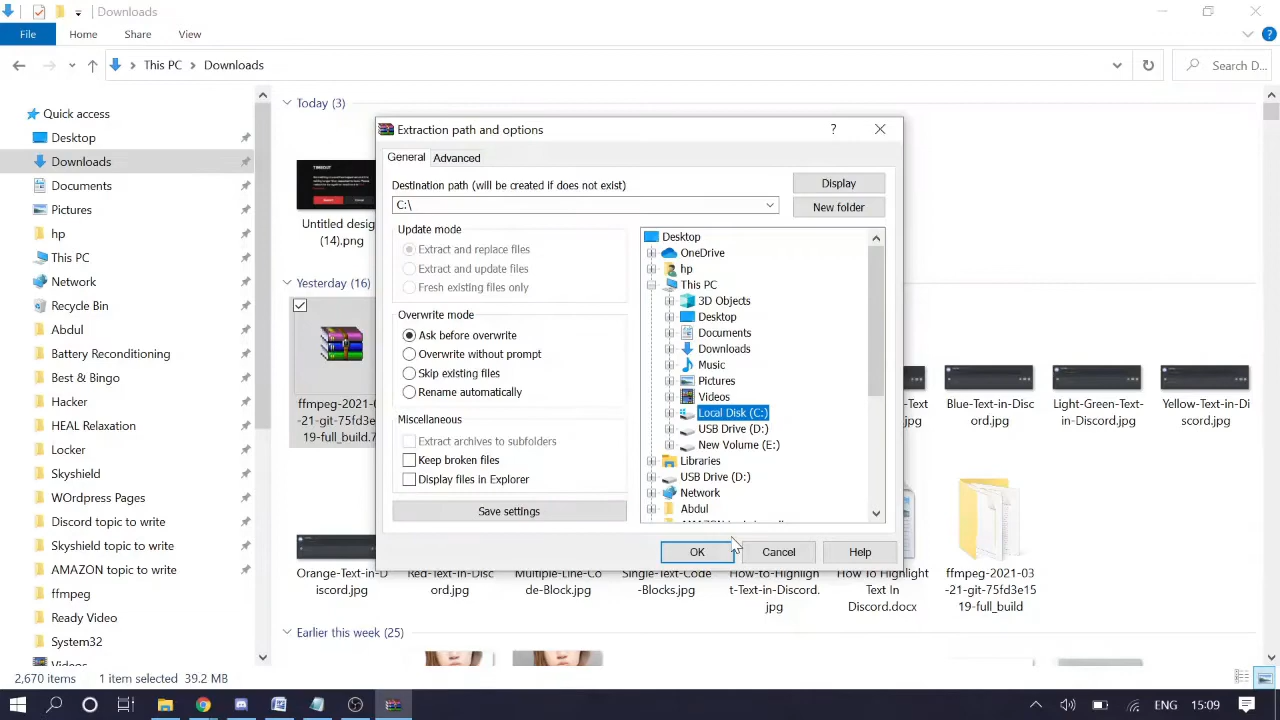 Downloads
File
Home
Share
View
This PC
Downloads
Search D...
Quick access
Desktop
Downloads
Documents
Pictures
hp
This PC
Network
Recycle Bin
Abdul
Battery Reconditioning
Best & Bingo
Hacker
HEAL Relaxation
Locker
Skyshield
WOrdpress Pages
Discord topic to write
Skyshield topic to write
AMAZON topic to write
ffmpeg
Ready Video
System32
Videos
Today (3)
TIMEOUT
Untitled desig
(14).png
Yesterday (16)
ffmpeg-2021-0
-21-git-75fd3e1
19-full_build.7
Extraction path and options
?
General
Advanced
Destination path (will be created if does not exist)
C:\
Display
New folder
Update mode
Extract and replace files
Extract and update files
Fresh existing files only
Overwrite mode
Ask before overwrite
Overwrite without prompt
Skip existing files
Rename automatically
Miscellaneous
Extract archives to subfolders
Keep broken files
Display files in Explorer
Save settings
Desktop
OneDrive
hp
This PC
3D Objects
Desktop
Documents
Downloads
Music
Pictures
Videos
Local Disk (C:)
USB Drive (D:)
New Volume (E:)
Libraries
USB Drive (D:)
Network
Abdul
OK
Cancel
Help
-Text
.jpg
Blue-Text-in-Disc
ord.jpg
Light-Green-Text-
in-Discord.jpg
Yellow-Text-in-Di
scord.jpg
Orange-Text-in-D
iscord.jpg
Red-Text-in-Disc
ord.jpg
Multiple-Line-Co
de-Block.jpg
Single-Text-Code
-Blocks.jpg
How-to-Highligh
t-Text-in-Discord.
jpg
How To Highlight
Text In
Discord.docx
ffmpeg-2021-03
-21-git-75fd3e15
19-full_build
Earlier this week (25)
2,670 items
1 item selected 39.2 MB
ENG
15:09